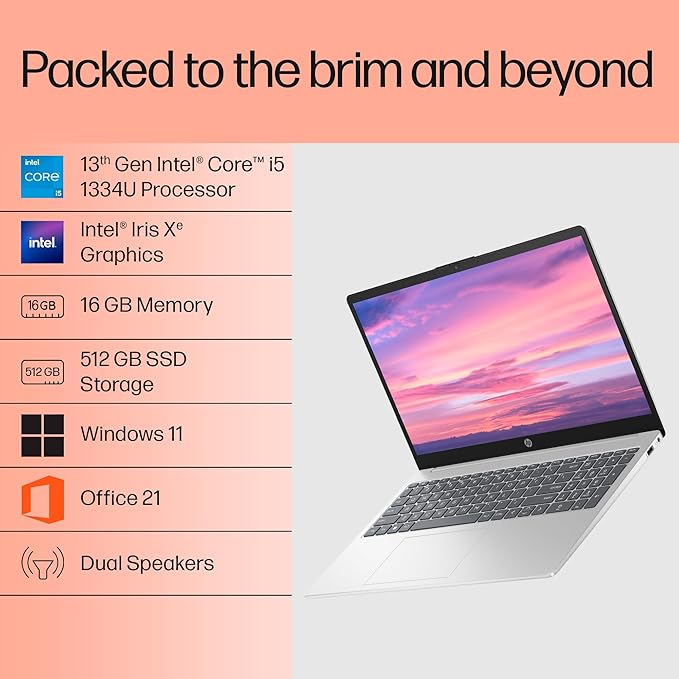 Packed to the brim and beyond
intel
CORE
i5
13th Gen Intel® Core™ i5
1334U Processor
intel.
Intel® Iris Xe
Graphics
16GB
16 GB Memory
512 GB
512 GB SSD
Storage
Windows 11
Office 21
Dual Speakers
hp